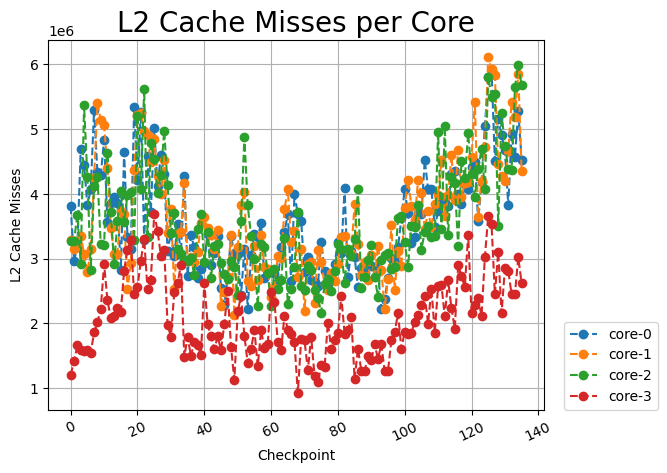 L2 Cache Misses per Core
1e6
6
5
4
3
2
1
L2 Cache Misses
0
20
40
60
80
100
120
140
Checkpoint
core-0
core-1
core-2
core-3